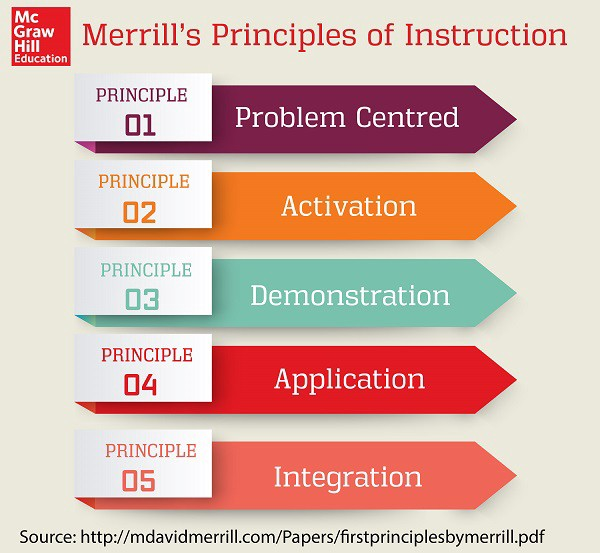 Mc
Graw
Hill
Education
Merrill's Principles of Instruction
PRINCIPLE
01
Problem Centred
PRINCIPLE
02
Activation
PRINCIPLE
03
Demonstration
PRINCIPLE
04
Application
PRINCIPLE
05
Integration
Source: http://mdavidmerrill.com/Papers/firstprinciplesbymerrill.pdf